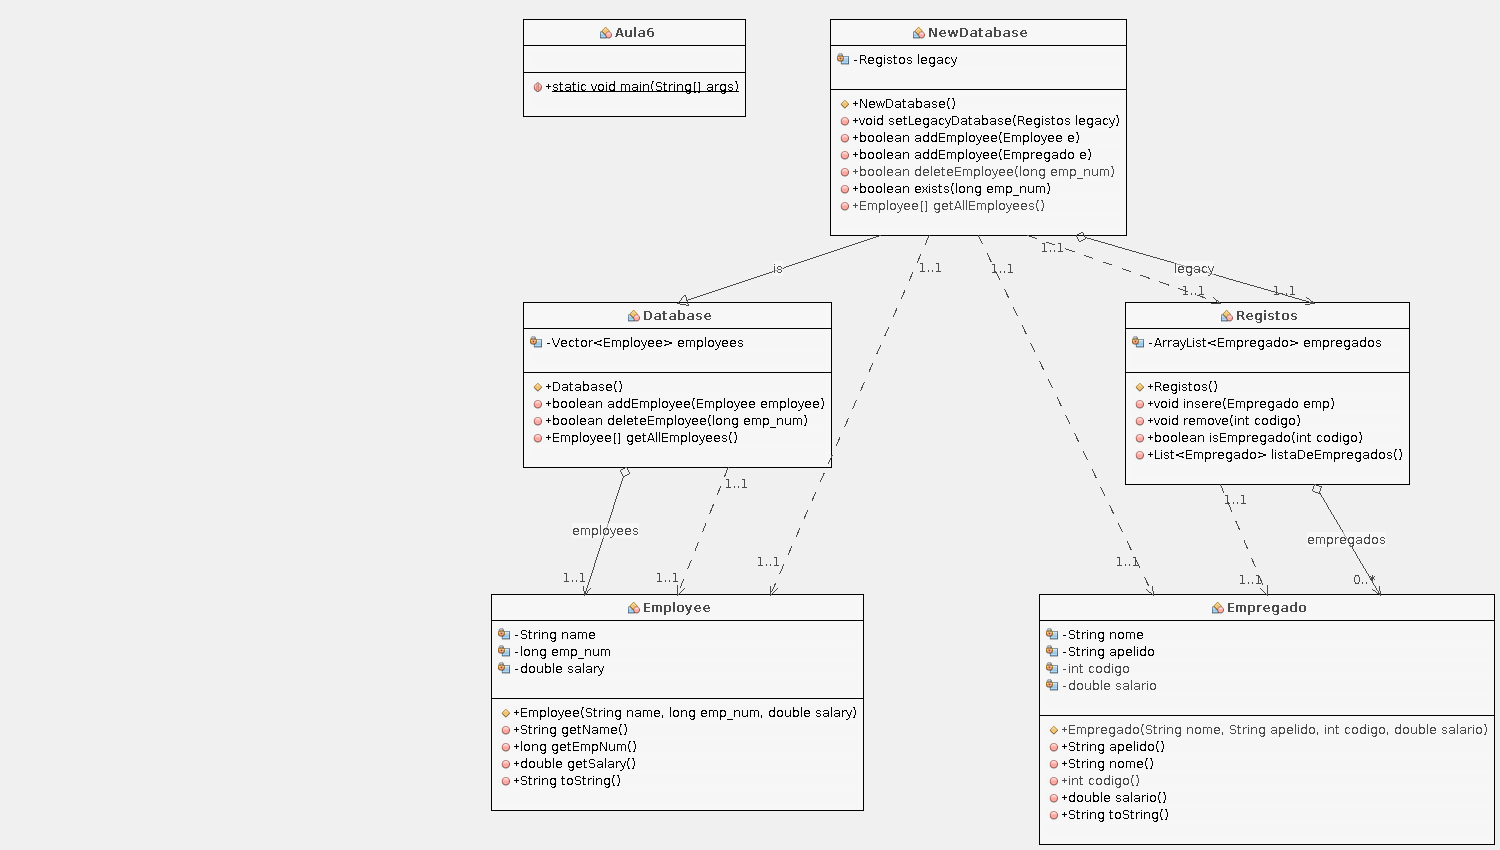 Aula6
+static void main(String[] args)
NewDatabase
-Registos legacy
+NewDatabase()
+void setLegacyDatabase(Registos legacy)
+boolean addEmployee(Employee e)
+boolean addEmployee(Empregado e)
+boolean deleteEmployee(long emp_num)
+boolean exists(long emp_num)
+Employee[] getAllEmployees()
is
1..1
1..1
1..1
legacy
1..1
1..1
Database
-Vector<Employee> employees
+Database()
+boolean addEmployee(Employee employee)
+boolean deleteEmployee(long emp_num)
+Employee[] getAllEmployees()
Registos
-ArrayList<Empregado> empregados
+Registos()
+void insere(Empregado emp)
+void remove(int codigo)
+boolean isEmpregado(int codigo)
+List<Empregado> listaDeEmpregados()
1..1
1..1
employees
empregados
1..1
1..1
1..1
1..1
1..1
0..*
Employee
-String name
-long emp_num
-double salary
+Employee(String name, long emp_num, double salary)
+String getName()
+long getEmpNum()
+double getSalary()
+String toString()
Empregado
-String nome
-String apelido
-int codigo
-double salario
+Empregado(String nome, String apelido, int codigo, double salario)
+String apelido()
+String nome()
+int codigo()
+double salario()
+String toString()